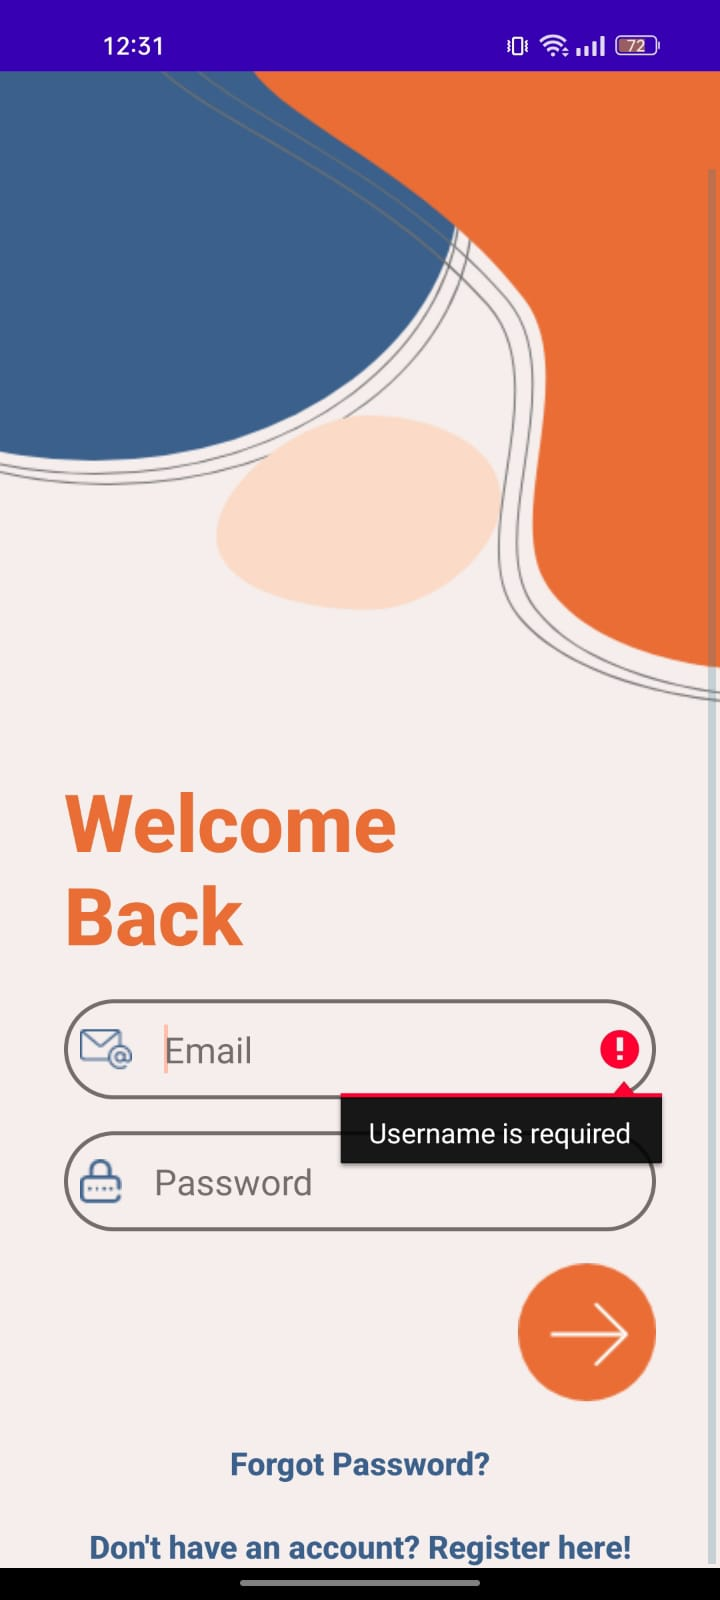 12:31
72
Welcome
Back
Email
Username is required
Password
Forgot Password?
Don't have an account? Register here!